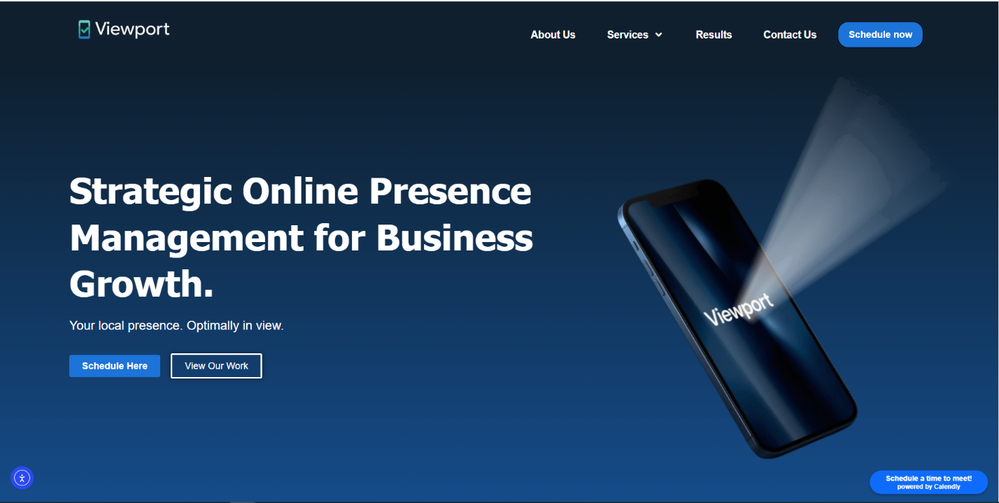 Viewport
About Us
Services
Results
Contact Us
Schedule now
Strategic Online Presence
Management for Business
Growth.
Your local presence. Optimally in view.
Schedule Here
View Our Work
Viewport
Schedule a time to meet!
powered by Calendly